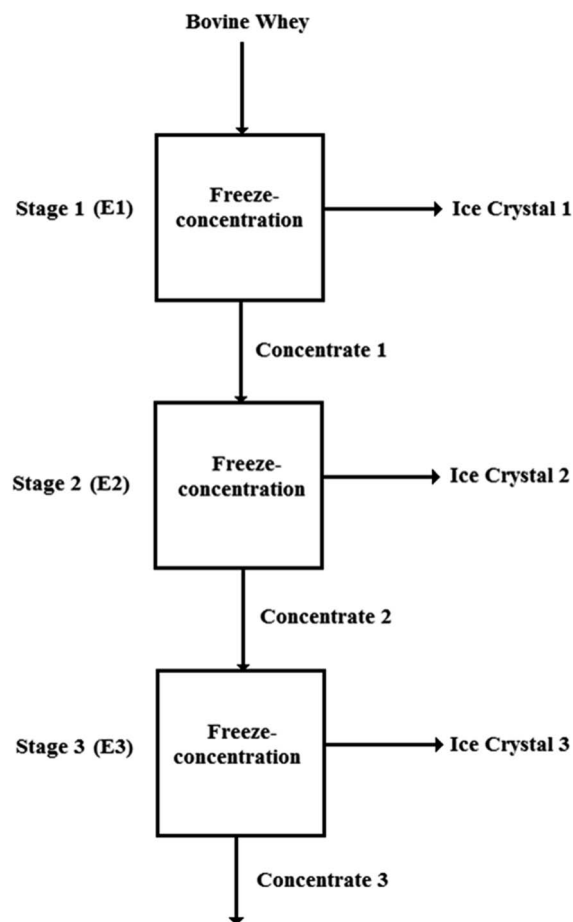 Bovine Whey
Stage 1 (E1)
Freeze-
concentration
Ice Crystal 1
Concentrate 1
Stage 2 (E2)
Freeze-
concentration
Ice Crystal 2
Concentrate 2
Stage 3 (E3)
Freeze-
concentration
Ice Crystal 3
Concentrate 3